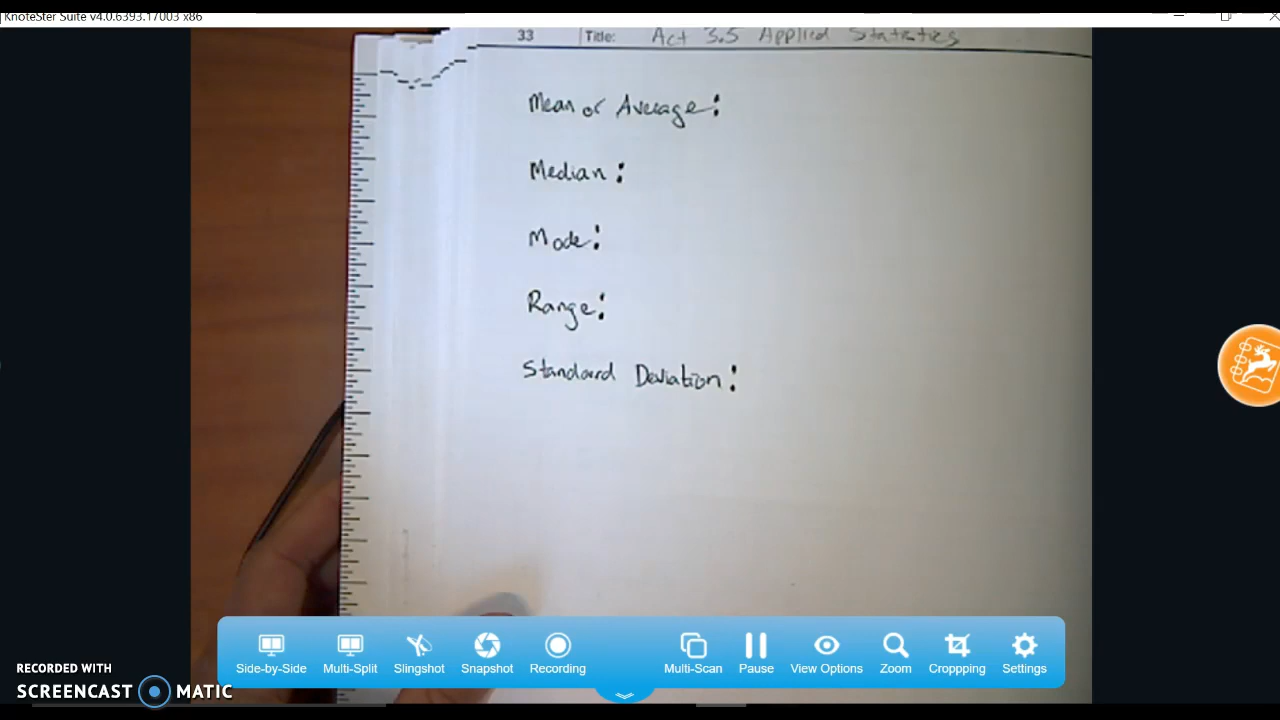 KnoteSter Suite v4.0.6393.17003 x86
33 Title: Act 3.5 Applied Statistics
Mean or Average:
Median:
Mode:
Range:
Standard Deviation:
Side-by-Side Multi-Split Slingshot Snapshot Recording Multi-Scan Pause View Options Zoom Croppping Settings
RECORDED WITH
SCREENCAST MATIC